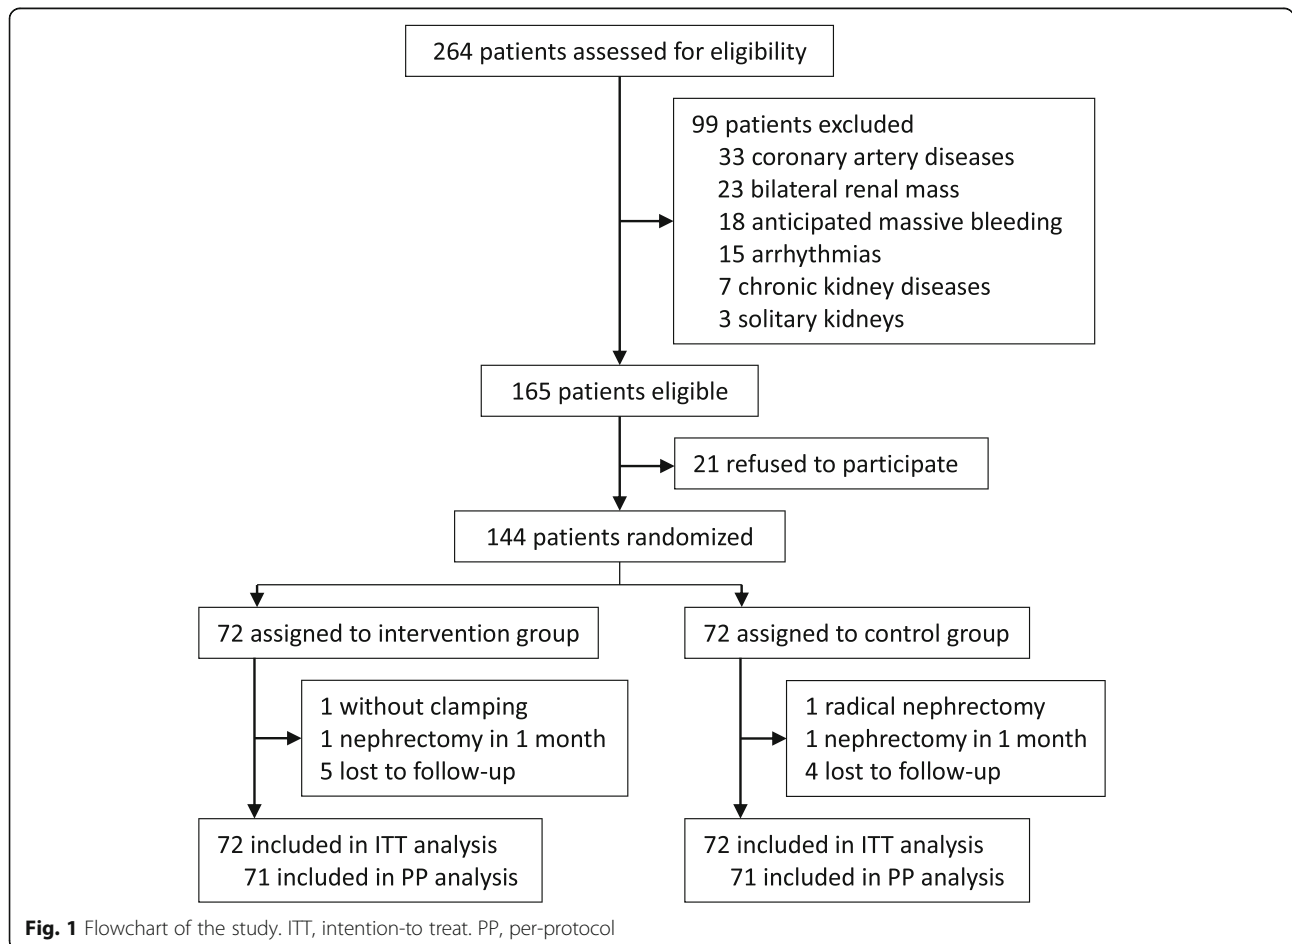 264 patients assessed for eligibility
99 patients excluded
33 coronary artery diseases
23 bilateral renal mass
18 anticipated massive bleeding
15 arrhythmias
7 chronic kidney diseases
3 solitary kidneys
165 patients eligible
21 refused to participate
144 patients randomized
72 assigned to intervention group
72 assigned to control group
1 without clamping
1 nephrectomy in 1 month
5 lost to follow-up
1 radical nephrectomy
1 nephrectomy in 1 month
4 lost to follow-up
72 included in ITT analysis
71 included in PP analysis
72 included in ITT analysis
71 included in PP analysis
Fig. 1 Flowchart of the study. ITT, intention-to treat. PP, per-protocol